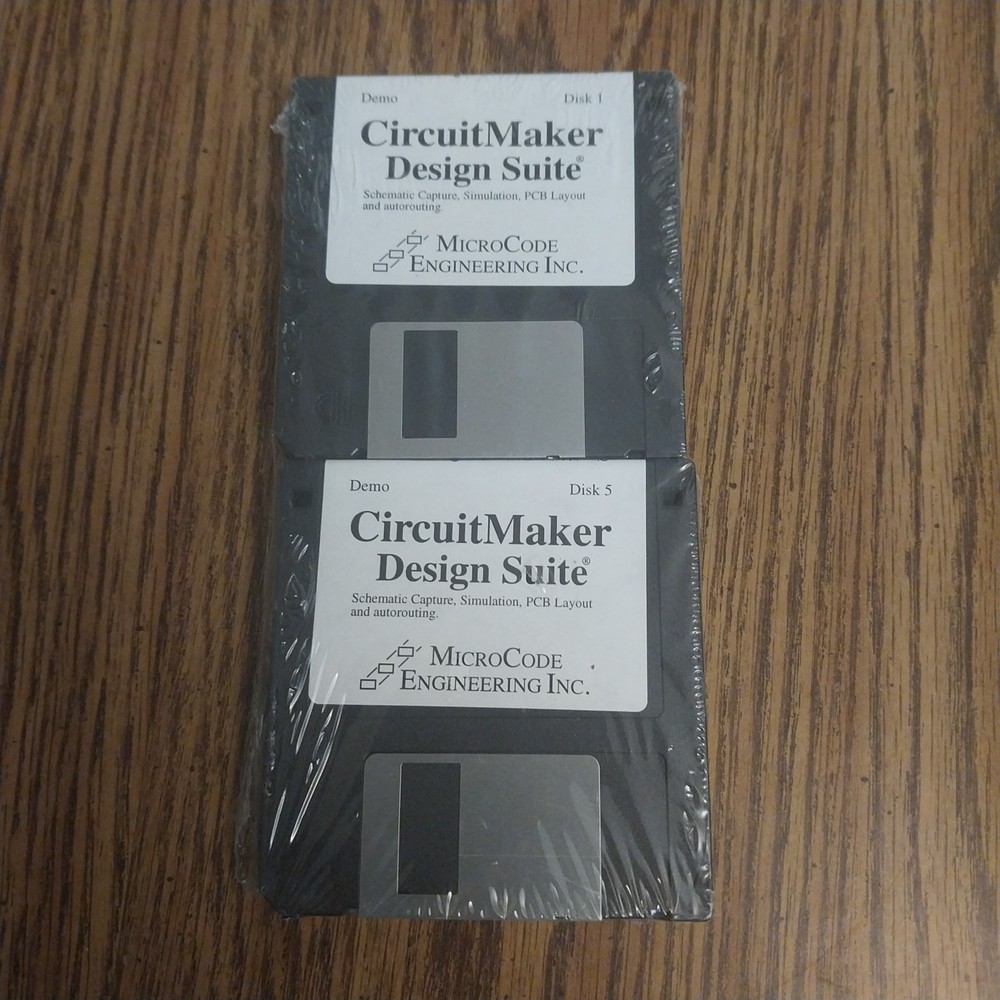 Demo Disk 1
CircuitMaker
Design Suite®
Schematic Capture, Simulation, PCB Layout
and autorouting.
MICROCODE
ENGINEERING INC.
Demo Disk 5
CircuitMaker
Design Suite®
Schematic Capture, Simulation, PCB Layout
and autorouting.
MICROCODE
ENGINEERING INC.